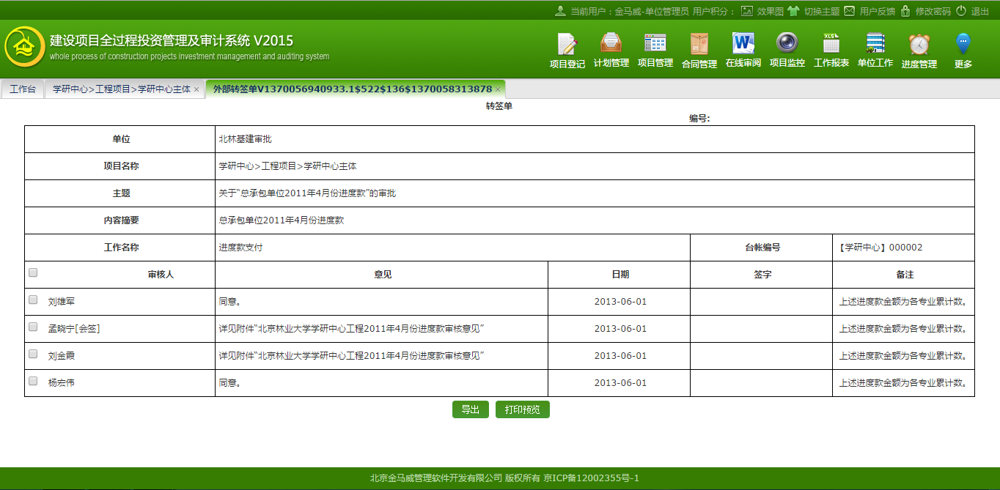 当前用户：金马威-单位管理员 用户积分： 效果图 切换主题 用户反馈 修改密码 退出
建设项目全过程投资管理及审计系统 V2015
whole process of construction projects investment management and auditing system
项目登记 计划管理 项目管理 合同管理 在线审阅 项目监控 工作报表 单位工作 进度管理 更多
工作台 学研中心>工程项目>学研中心主体 × 外部转签单V1370056940933.1$522$136$1370058313878 ×
转签单
编号:
单位 北林基建审批
项目名称 学研中心>工程项目>学研中心主体
主题 关于“总承包单位2011年4月份进度款”的审批
内容摘要 总承包单位2011年4月份进度款
工作名称 进度款支付 台帐编号 【学研中心】000002
审核人 意见 日期 签字 备注
刘雄军 同意。 2013-06-01 上述进度款金额为各专业累计数。
孟晓宁[会签] 详见附件“北京林业大学学研中心工程2011年4月份进度款审核意见” 2013-06-01 上述进度款金额为各专业累计数。
刘金霞 详见附件“北京林业大学学研中心工程2011年4月份进度款审核意见” 2013-06-01 上述进度款金额为各专业累计数。
杨宏伟 同意。 2013-06-01 上述进度款金额为各专业累计数。
导出 打印预览
北京金马威管理软件开发有限公司 版权所有 京ICP备12002355号-1